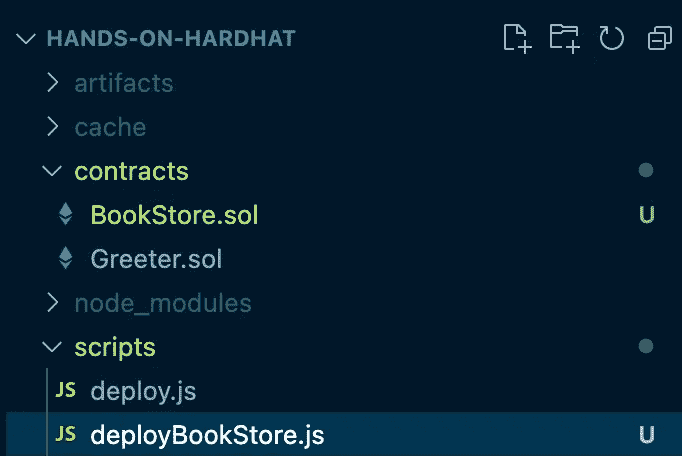 HANDS-ON-HARDHAT
artifacts
cache
contracts
BookStore.sol U
Greeter.sol
node_modules
scripts
JS deploy.js
JS deployBookStore.js U